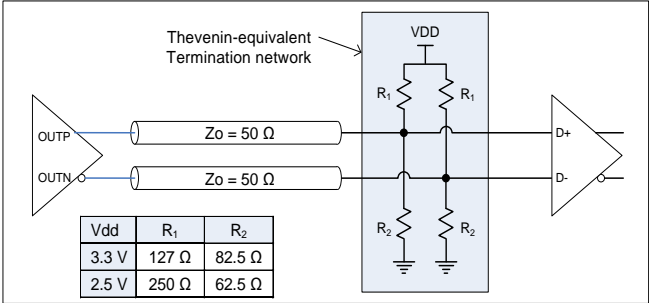 Thevenin-equivalent
Termination network
VDD
R1 R1
OUTP
Zo = 50 Ω
D+
OUTN
Zo = 50 Ω
D-
R2 R2
Vdd R1 R2
3.3 V 127 Ω 82.5 Ω
2.5 V 250 Ω 62.5 Ω